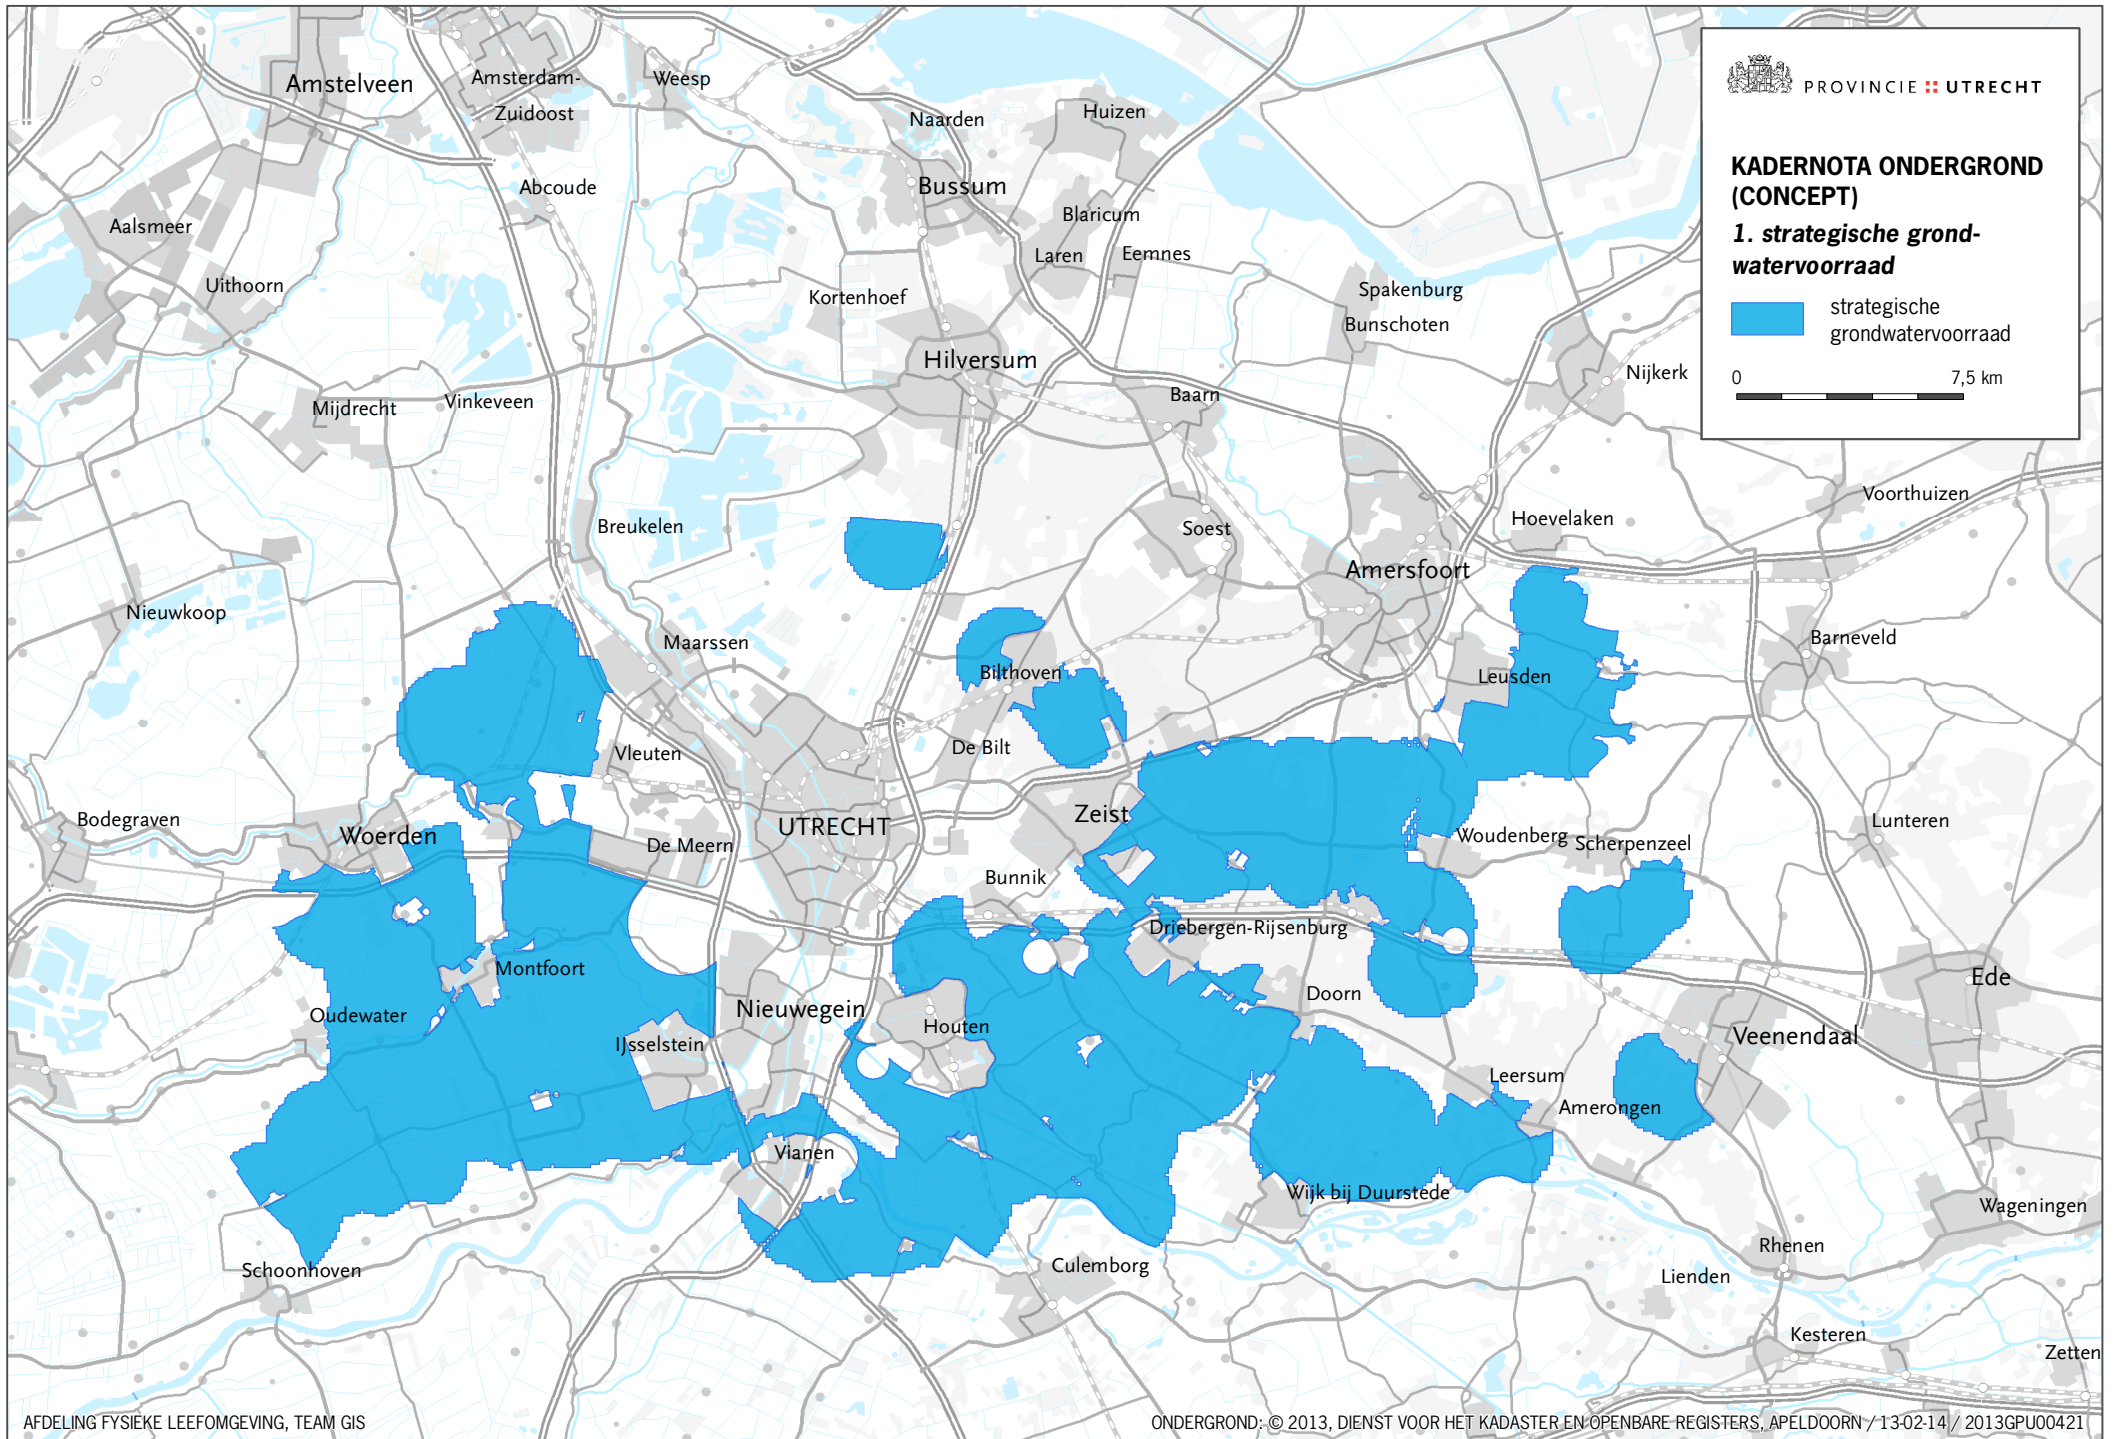 Amstelveen
Amsterdam-
Zuidoost
Weesp
Naarden
Huizen
Abcoude
Bussum
Aalsmeer
Blaricum
Laren
Eemnes
Uithoorn
Kortenhoef
Spakenburg
Bunschoten
Hilversum
Nijkerk
Mijdrecht
Vinkeveen
Baarn
Voorthuizen
Breukelen
Soest
Hoevelaken
Amersfoort
Nieuwkoop
Maarssen
Barneveld
Bilthoven
Leusden
Vleuten
De Bilt
Bodegraven
Woerden
UTRECHT
Zeist
Lunteren
De Meern
Woudenberg
Scherpenzeel
Bunnik
Driebergen-Rijsenburg
Montfoort
Ede
Oudewater
Nieuwegein
Doorn
Houten
IJsselstein
Veenendaal
Leersum
Amerongen
Vianen
Wijk bij Duurstede
Wageningen
Schoonhoven
Culemborg
Rhenen
Lienden
Kesteren
Zetten
PROVINCIE UTRECHT
KADERNOTA ONDERGROND
(CONCEPT)
1. strategische grond-
watervoorraad
strategische
grondwatervoorraad
0 7,5 km
AFDELING FYSIEKE LEEFOMGEVING, TEAM GIS
ONDERGROND: © 2013, DIENST VOOR HET KADASTER EN OPENBARE REGISTERS, APELDOORN / 13-02-14 / 2013GPU00421